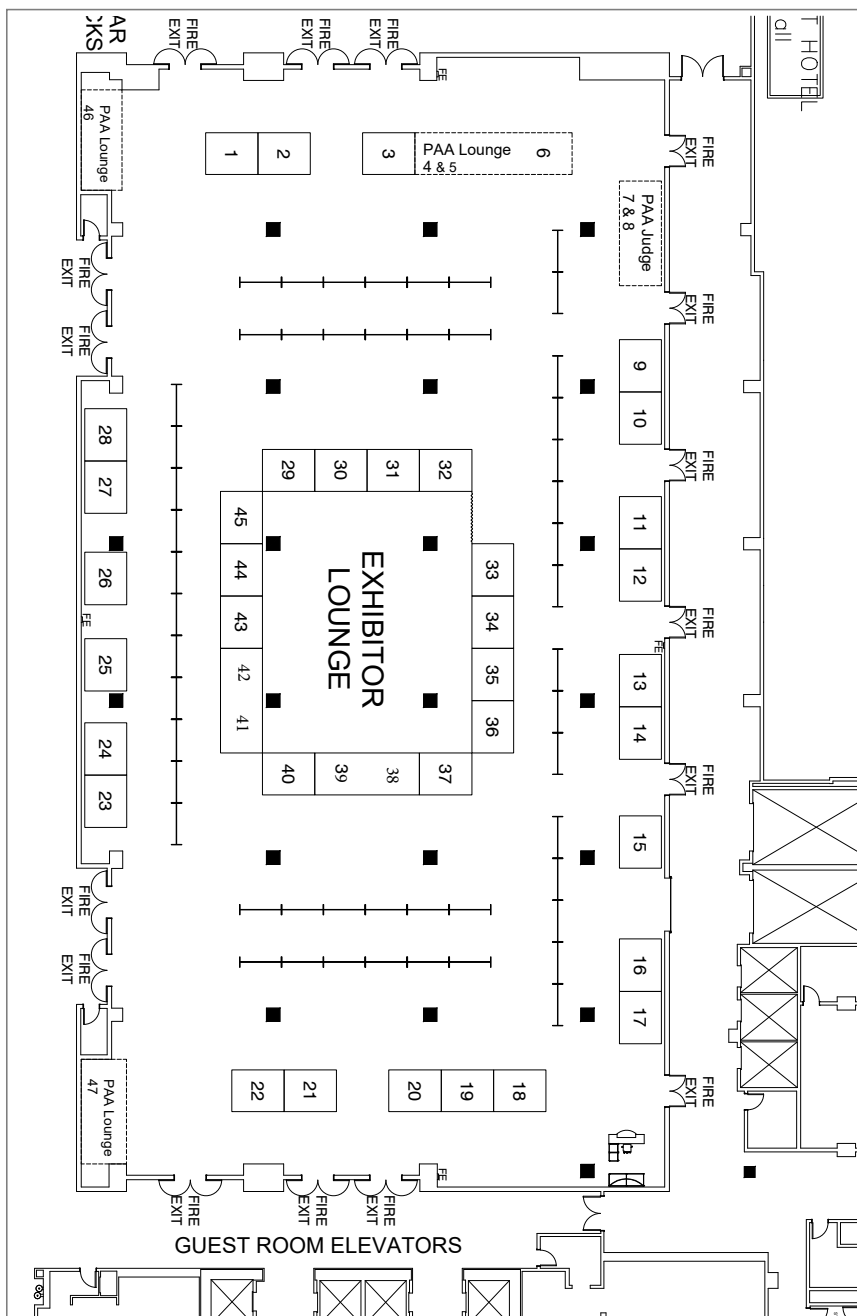 AR
CKS
FIRE
EXIT
FIRE
EXIT
FIRE
EXIT
T HOTEL
all
FE
PAA Lounge
46
1
2
3
PAA Lounge
4 & 5
6
FIRE
EXIT
PAA Judge
7 & 8
FIRE
EXIT
FIRE
EXIT
FIRE
EXIT
9
10
28
27
29
30
31
32
FIRE
EXIT
45
44
43
42
41
EXHIBITOR
LOUNGE
33
34
35
36
11
12
26
FE
25
24
23
FIRE
EXIT
FE
13
14
40
39
38
37
FIRE
EXIT
15
FIRE
EXIT
FIRE
EXIT
16
17
22
21
20
19
18
FIRE
EXIT
PAA Lounge
47
FE
FIRE
EXIT
FIRE
EXIT
FIRE
EXIT
GUEST ROOM ELEVATORS